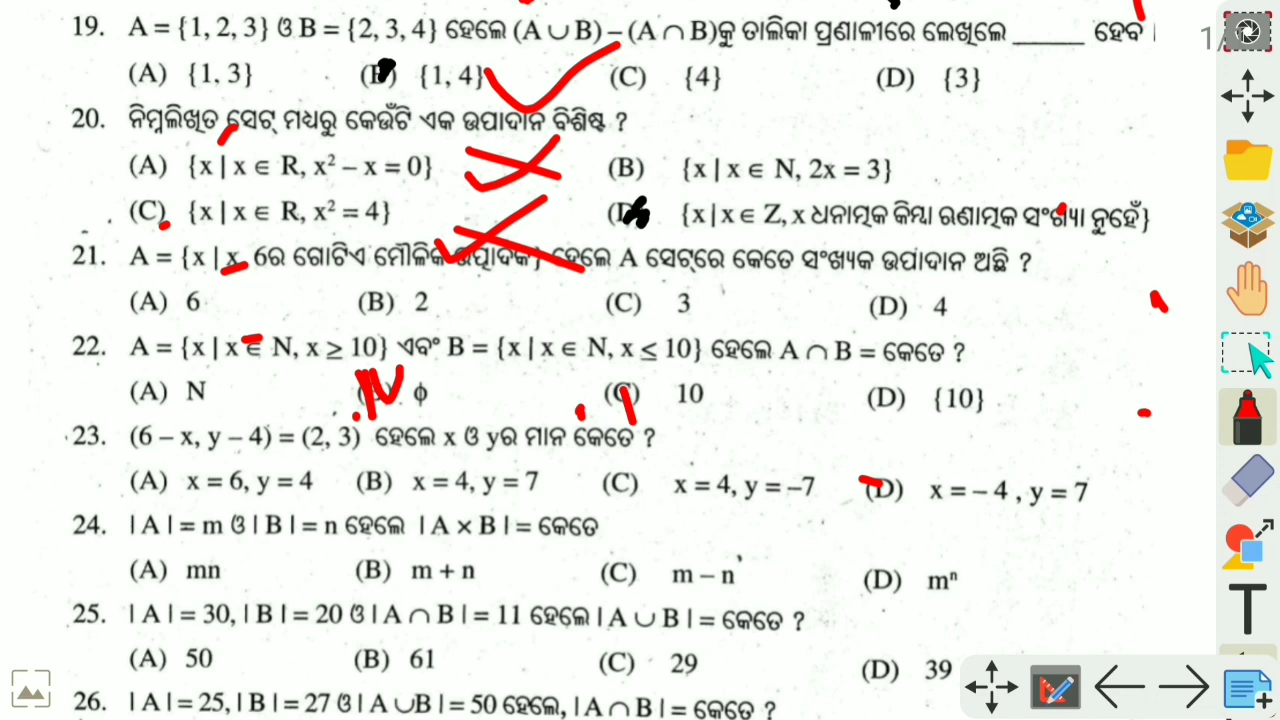 19. A = {1, 2, 3} ଓ B = {2, 3, 4} ହେଲେ (A ∪ B) – (A ∩ B)କୁ ତାଲିକା ପ୍ରଣାଳୀରେ ଲେଖିଲେ _____ ହେବ ।
(A) {1, 3} {1, 4} (C) {4} (D) {3}
20. ନିମ୍ନଲିଖିତ ସେଟ୍ ମଧ୍ୟରୁ କେଉଁଟି ଏକ ଉପାଦାନ ବିଶିଷ୍ଟ ?
(A) {x | x ∈ R, x² – x = 0} (B) {x | x ∈ N, 2x = 3}
(C) {x | x ∈ R, x² = 4} {x | x ∈ Z, x ଧନାତ୍ମକ କିମ୍ବା ରଣାତ୍ମକ ସଂଖ୍ୟା ନୁହେଁ}
21. A = {x | x, 6ର ଗୋଟିଏ ମୌଳିକ ଉତ୍ପାଦକ} ହେଲେ A ସେଟ୍‌ରେ କେତେ ସଂଖ୍ୟକ ଉପାଦାନ ଅଛି ?
(A) 6 (B) 2 (C) 3 (D) 4
22. A = {x | x ∈ N, x ≥ 10} ଏବଂ B = {x | x ∈ N, x ≤ 10} ହେଲେ A ∩ B = କେତେ ?
(A) N ϕ (C) 10 (D) {10}
23. (6 – x, y – 4) = (2, 3) ହେଲେ x ଓ yର ମାନ କେତେ ?
(A) x = 6, y = 4 (B) x = 4, y = 7 (C) x = 4, y = –7 (D) x = – 4 , y = 7
24. | A | = m ଓ | B | = n ହେଲେ | A × B | = କେତେ
(A) mn (B) m + n (C) m – n (D) mⁿ
25. | A | = 30, | B | = 20 ଓ | A ∩ B | = 11 ହେଲେ | A ∪ B | = କେତେ ?
(A) 50 (B) 61 (C) 29 (D) 39
26. | A | = 25, | B | = 27 ଓ | A ∪B | = 50 ହେଲେ, | A ∩ B | = କେତେ ?